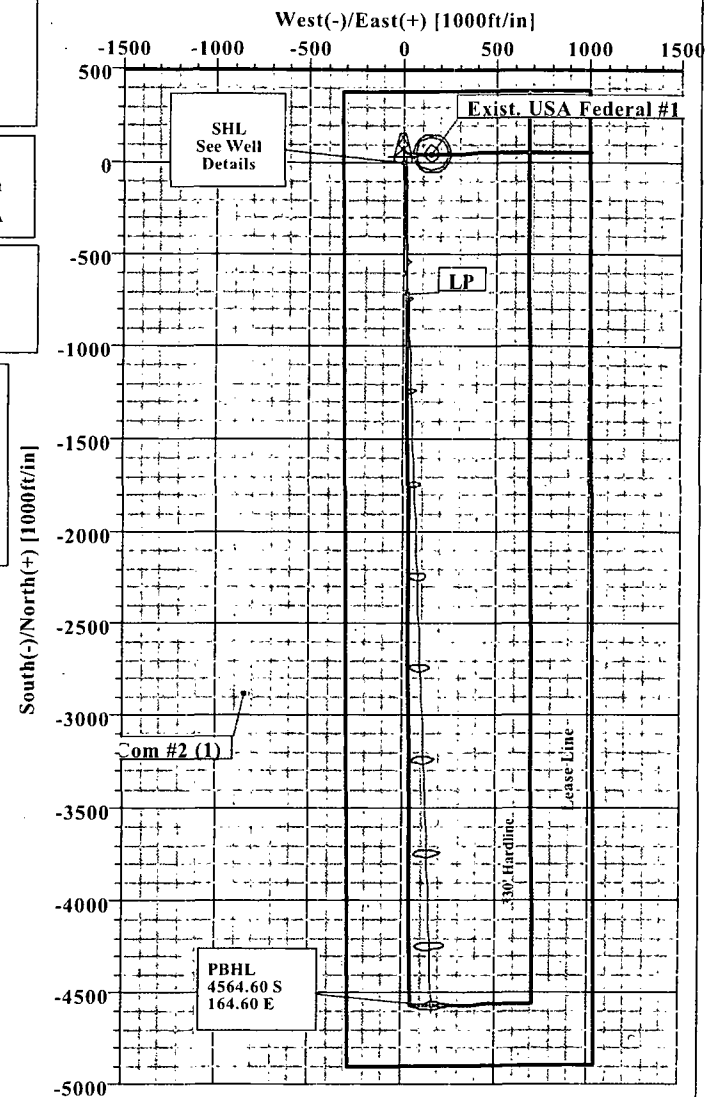 West(-)/East(+) [1000ft/in]
-1500 -1000 -500 0 500 1000 1500
500
Exist. USA Federal #1
SHL
See Well
Details
0
-500
LP
-1000
-1500
-2000
-2500
South(-)/North(+) [1000ft/in]
-3000
Com #2 (1)
Lease Line
-3500
330' Hardline
-4000
PBHL
4564.60 S
164.60 E
-4500
-5000